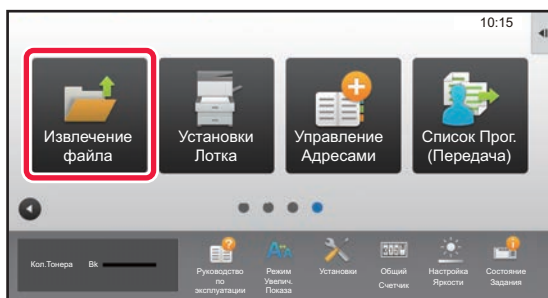 10:15
Извлечение
файла
Установки
Лотка
Управление
Адресами
Список Прог.
(Передача)
Кол.Тонера Bk
Руководство
по
эксплуатации
Режим
Увелич.
Показа
Установки
Общий
Счетчик
Настройка
Яркости
Состояние
Задания